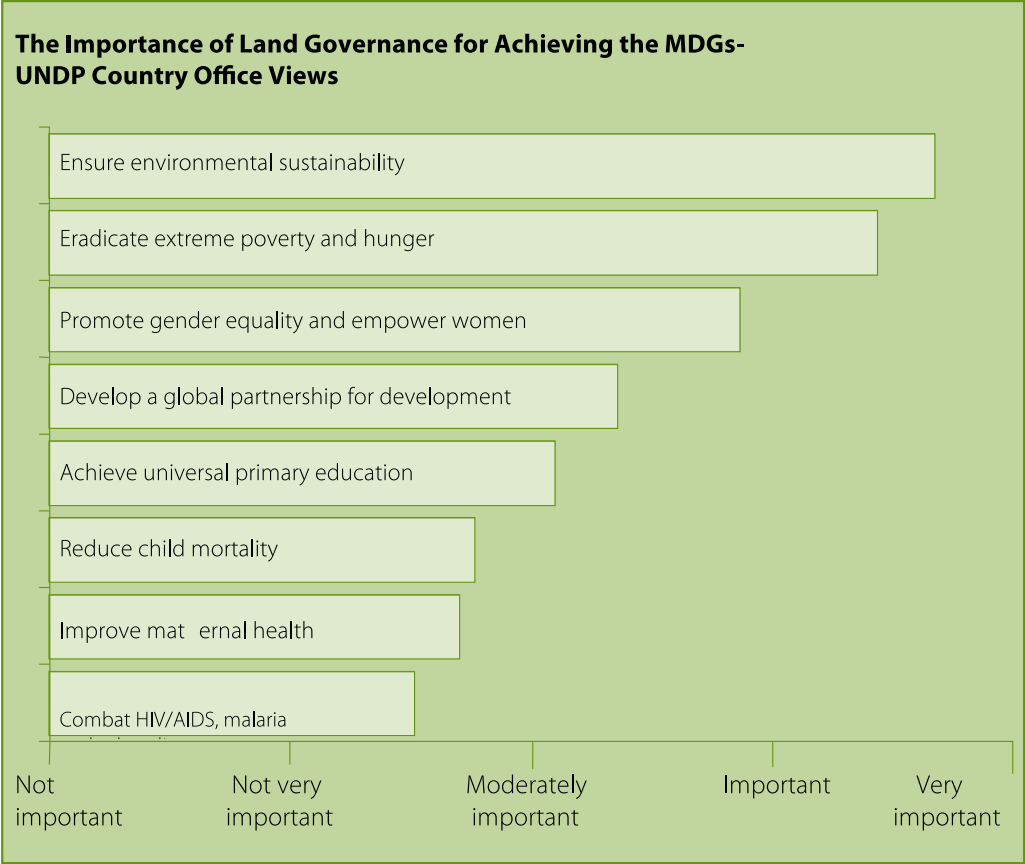 The Importance of Land Governance for Achieving the MDGs-
UNDP Country Office Views
Ensure environmental sustainability
Eradicate extreme poverty and hunger
Promote gender equality and empower women
Develop a global partnership for development
Achieve universal primary education
Reduce child mortality
Improve mat ernal health
Combat HIV/AIDS, malaria
Not important
Not very important
Moderately important
Important
Very important